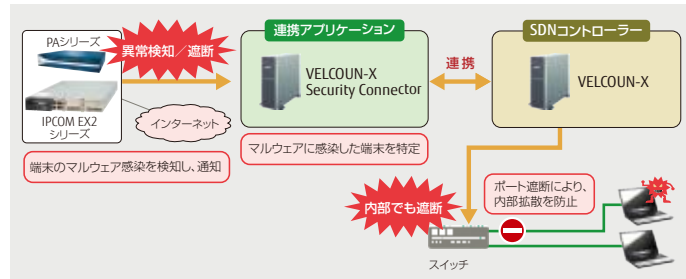 PAシリーズ
異常検知／遮断
IPCOM EX2
シリーズ
インターネット
端末のマルウェア感染を検知し、通知
連携アプリケーション
VELCOUN-X
Security Connector
マルウェアに感染した端末を特定
連携
SDNコントローラー
VELCOUN-X
内部でも遮断
ポート遮断により、
内部拡散を防止
スイッチ